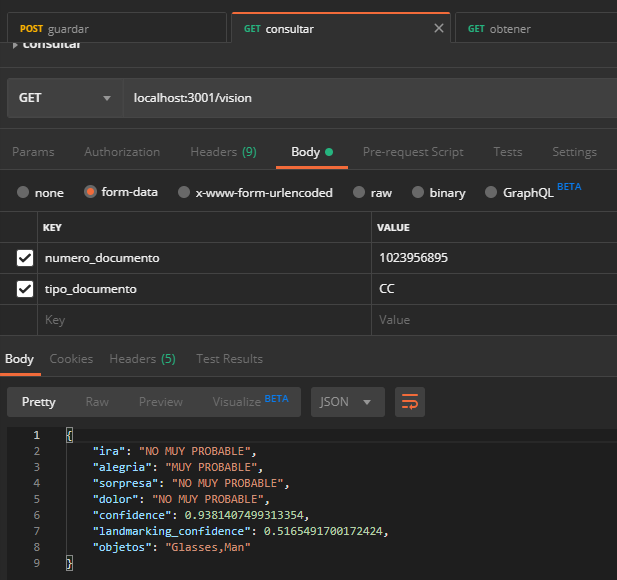 POST guardar GET consultar ✕ GET obtener
▸ consultar
GET ▼ localhost:3001/vision
Params Authorization Headers (9) Body ● Pre-request Script Tests Settings
none form-data x-www-form-urlencoded raw binary GraphQL BETA
KEY VALUE
numero_documento 1023956895
tipo_documento CC
Key Value
Body Cookies Headers (5) Test Results
Pretty Raw Preview Visualize BETA JSON ▼
1 {
2 "ira": "NO MUY PROBABLE",
3 "alegria": "MUY PROBABLE",
4 "sorpresa": "NO MUY PROBABLE",
5 "dolor": "NO MUY PROBABLE",
6 "confidence": 0.9381407499313354,
7 "landmarking_confidence": 0.5165491700172424,
8 "objetos": "Glasses,Man"
9 }